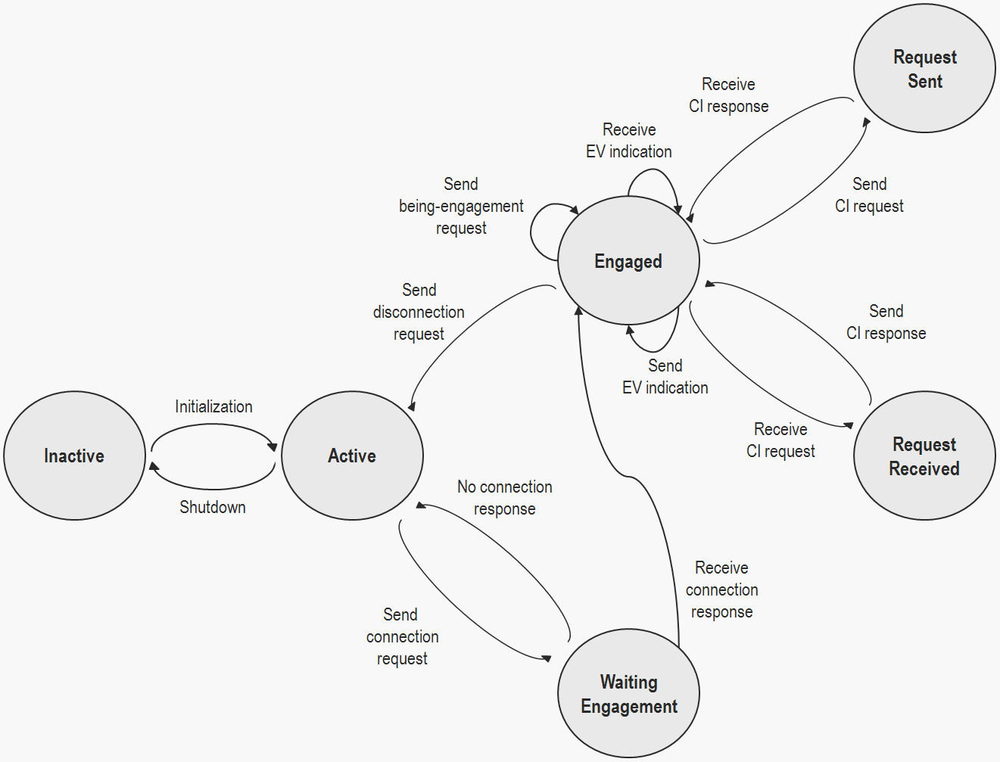 Request
Sent
Receive
CI response
Receive
EV indication
Send
being-engagement
request
Send
CI request
Engaged
Send
disconnection
request
Send
CI response
Send
EV indication
Initialization
Receive
CI request
Inactive
Active
Request
Received
Shutdown
No connection
response
Receive
connection
response
Send
connection
request
Waiting
Engagement